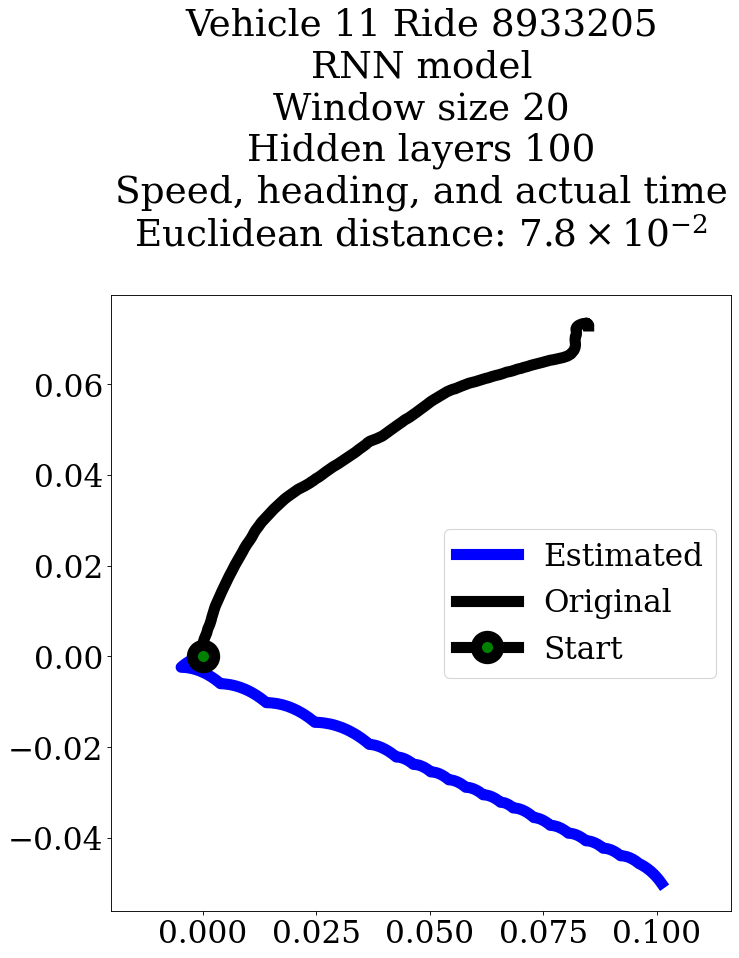 Vehicle 11 Ride 8933205
RNN model
Window size 20
Hidden layers 100
Speed, heading, and actual time
Euclidean distance: 7.8 × 10⁻²
0.06
0.04
0.02
0.00
−0.02
−0.04
Estimated
Original
Start
0.000 0.025 0.050 0.075 0.100